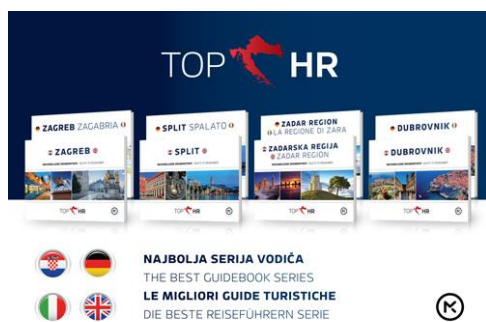 TOP HR
ZAGREB ZAGABRIA
ZAGREB
TOP HR
SPLIT SPALATO
SPLIT
TOP HR
ZADAR REGION
LA REGIONE DI ZARA
ZADARSKA REGIJA
ZADAR REGION
TOP HR
DUBROVNIK
DUBROVNIK
TOP HR
NAJBOLJA SERIJA VODIČA
THE BEST GUIDEBOOK SERIES
LE MIGLIORI GUIDE TURISTICHE
DIE BESTE REISEFÜHRERN SERIE